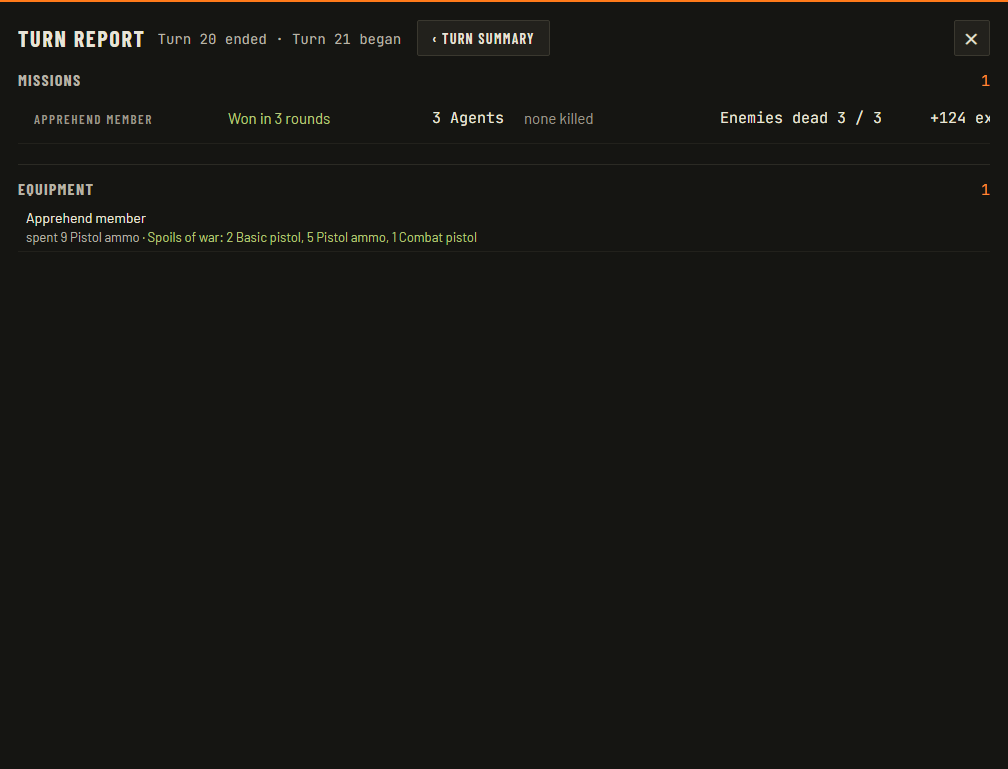 TURN REPORT Turn 20 ended · Turn 21 began ‹ TURN SUMMARY ✕
MISSIONS 1
APPREHEND MEMBER Won in 3 rounds 3 Agents none killed Enemies dead 3 / 3 +124 ex
EQUIPMENT 1
Apprehend member
spent 9 Pistol ammo · Spoils of war: 2 Basic pistol, 5 Pistol ammo, 1 Combat pistol